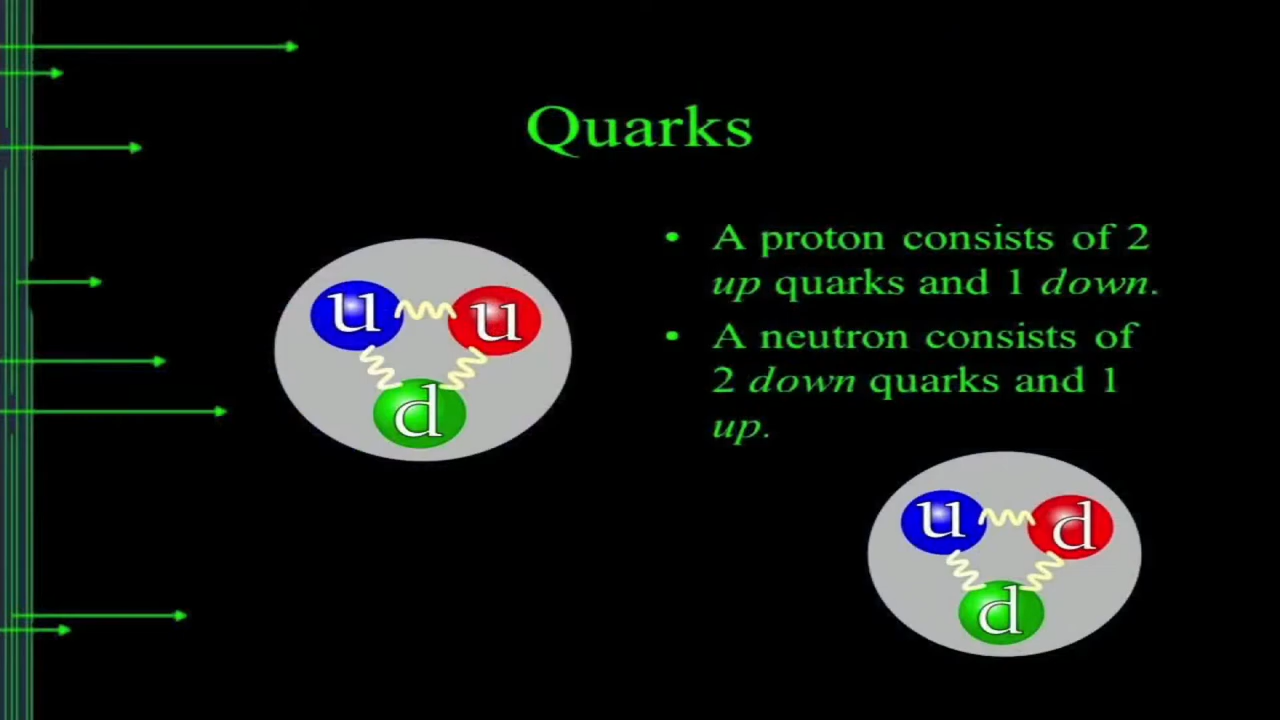 Quarks
• A proton consists of 2
up quarks and 1 down.
• A neutron consists of
2 down quarks and 1
up.
u u
d
u d
d